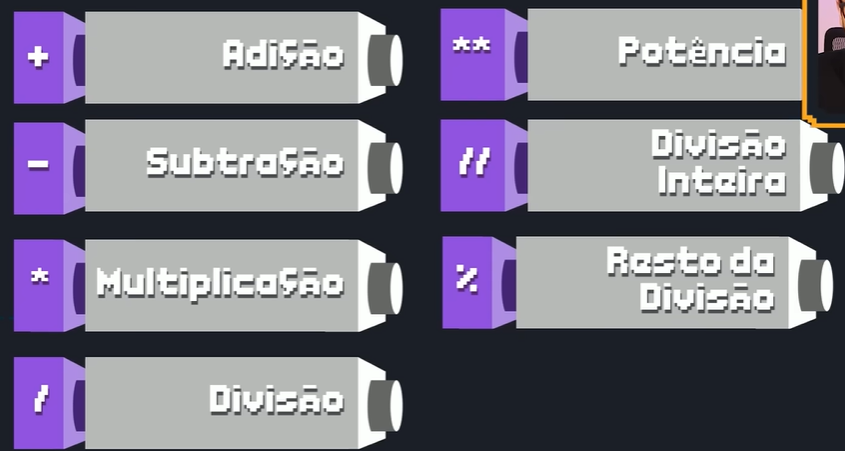 + Adição
- Subtração
* Multiplicação
/ Divisão
** Potência
// Divisão
Inteira
% Resto da
Divisão